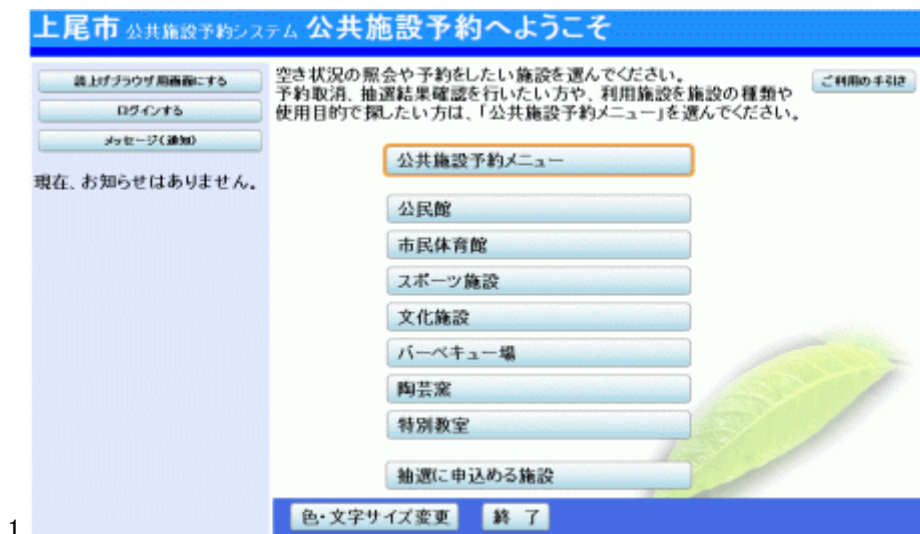 上尾市 公共施設予約システム 公共施設予約へようこそ
読上げブラウザ用画面にする
ログインする
メッセージ(通知)
現在、お知らせはありません。
空き状況の照会や予約をしたい施設を選んでください。
予約取消、抽選結果確認を行いたい方や、利用施設を施設の種類や
使用目的で探したい方は、「公共施設予約メニュー」を選んでください。
ご利用の手引き
公共施設予約メニュー
公民館
市民体育館
スポーツ施設
文化施設
バーベキュー場
陶芸窯
特別教室
抽選に申込める施設
色・文字サイズ変更
終 了
1